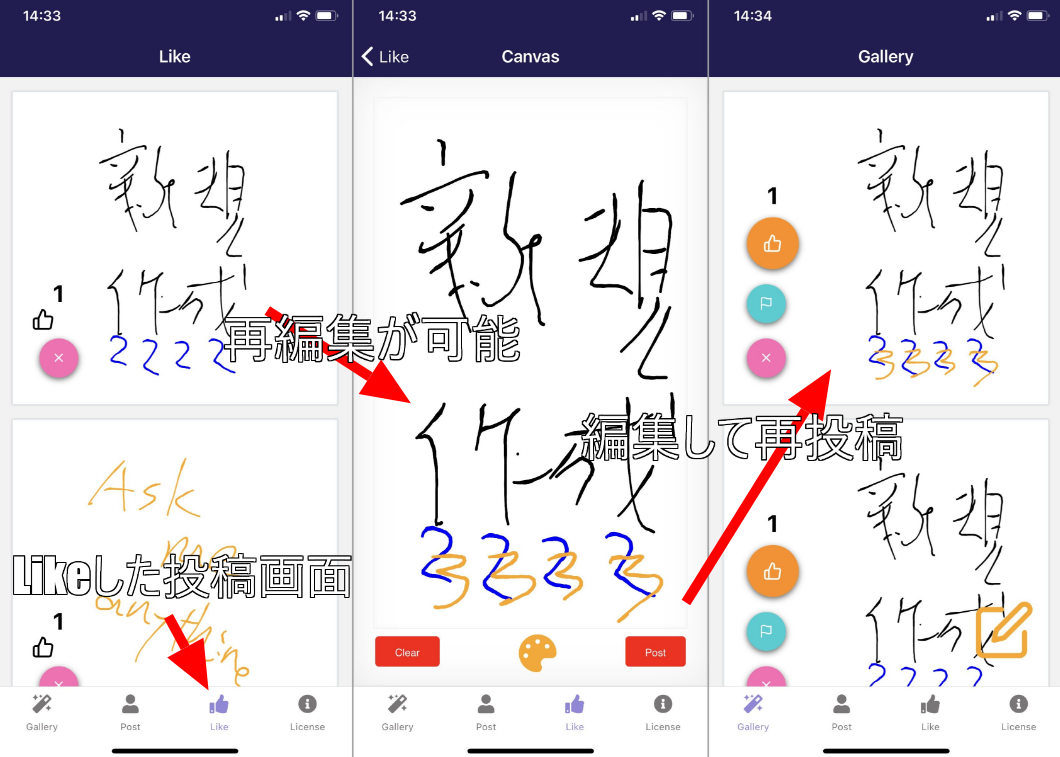 14:33
Like
新規
作成
2222
1
Likeした投稿画面
Ask
me
anything
1
Gallery
Post
Like
License
14:33
Like
Canvas
新規
作成
2222
3333
再編集が可能
Clear
Post
Gallery
Post
Like
License
14:34
Gallery
1
新規
作成
2222
3333
編集して再投稿
1
新規
作成
2222
Gallery
Post
Like
License